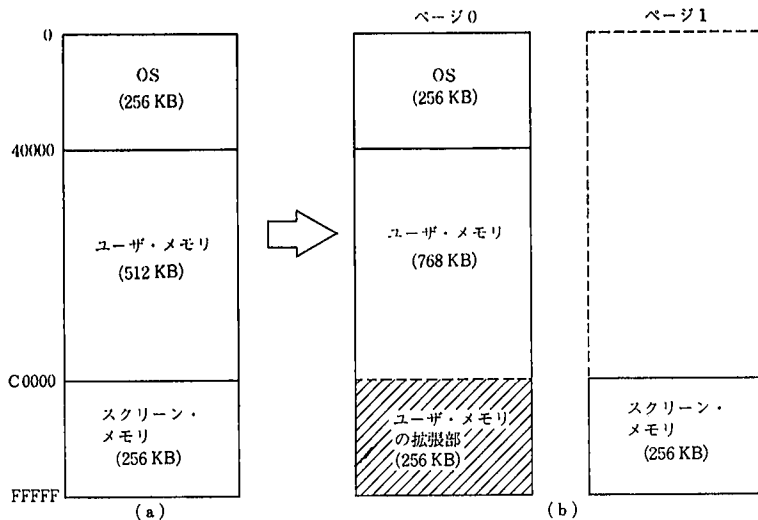 0
OS
(256 KB)
40000
ユーザ・メモリ
(512 KB)
C0000
スクリーン・
メモリ
(256 KB)
FFFFF
(a)
ページ0
OS
(256 KB)
ユーザ・メモリ
(768 KB)
ユーザ・メモリ
の拡張部
(256 KB)
ページ1
スクリーン・
メモリ
(256 KB)
(b)